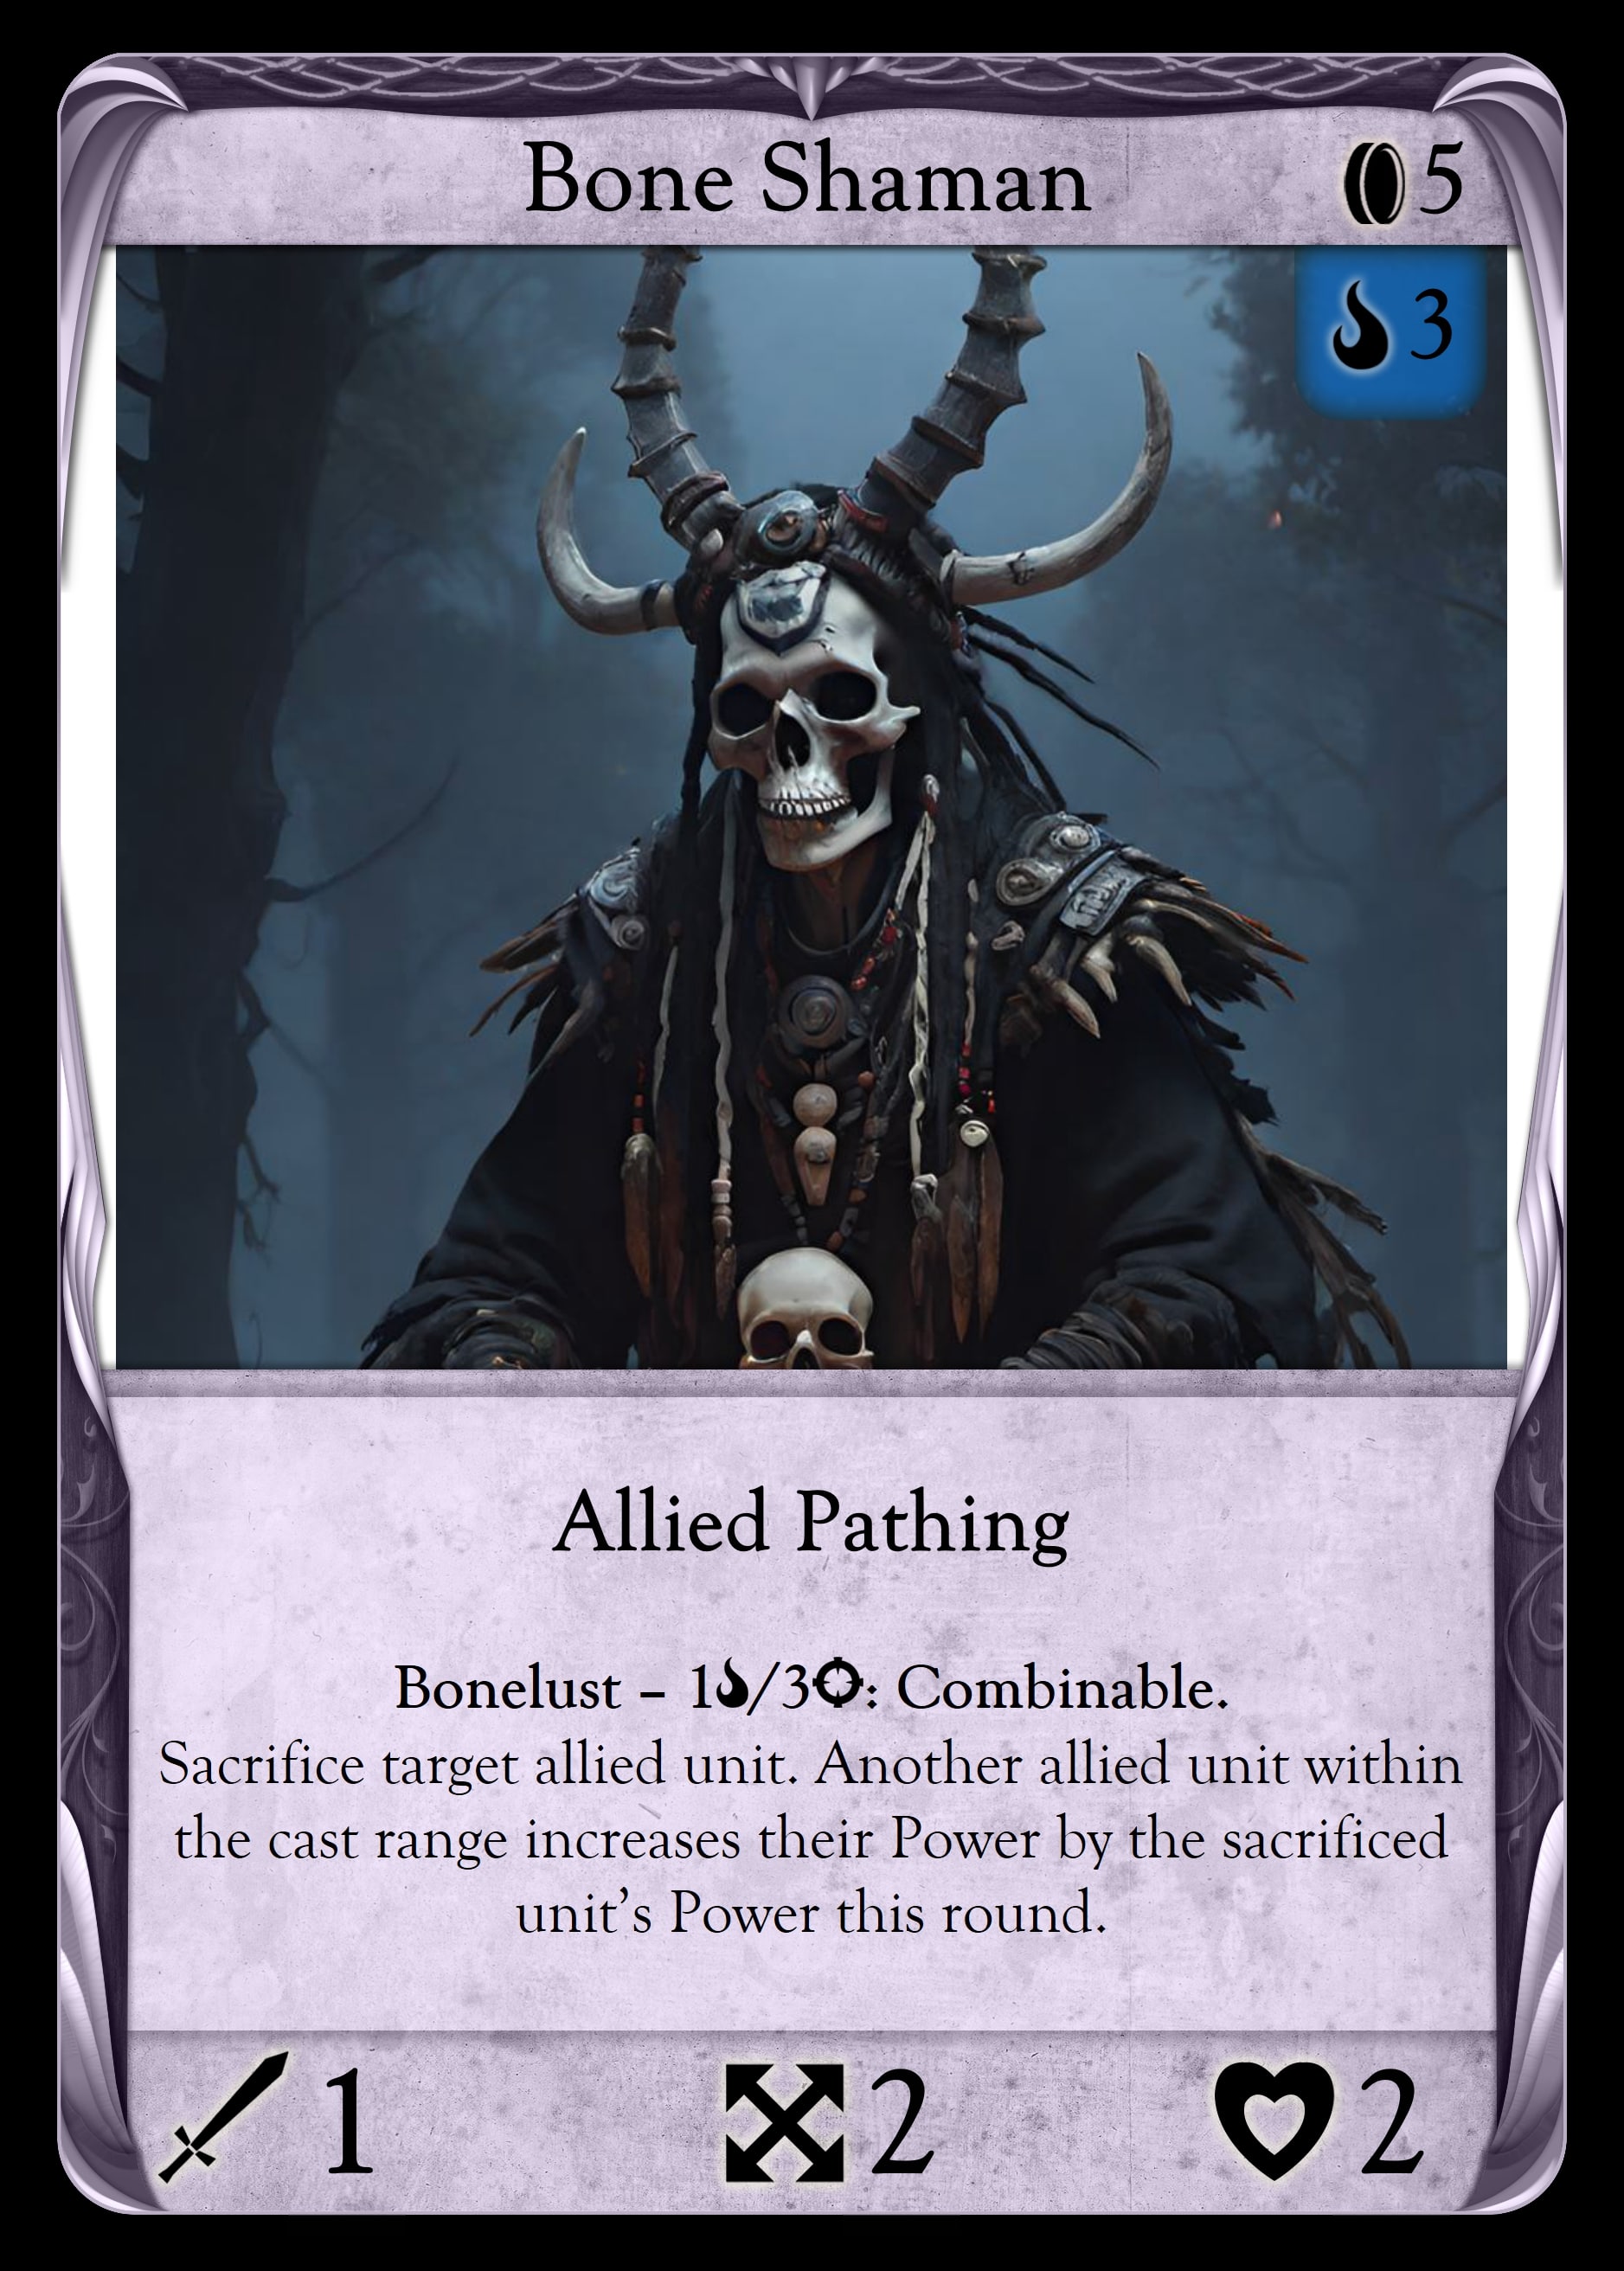 Bone Shaman 5
3
Allied Pathing
Bonelust – 1/3: Combinable.
Sacrifice target allied unit. Another allied unit within
the cast range increases their Power by the sacrificed
unit’s Power this round.
1 2 2